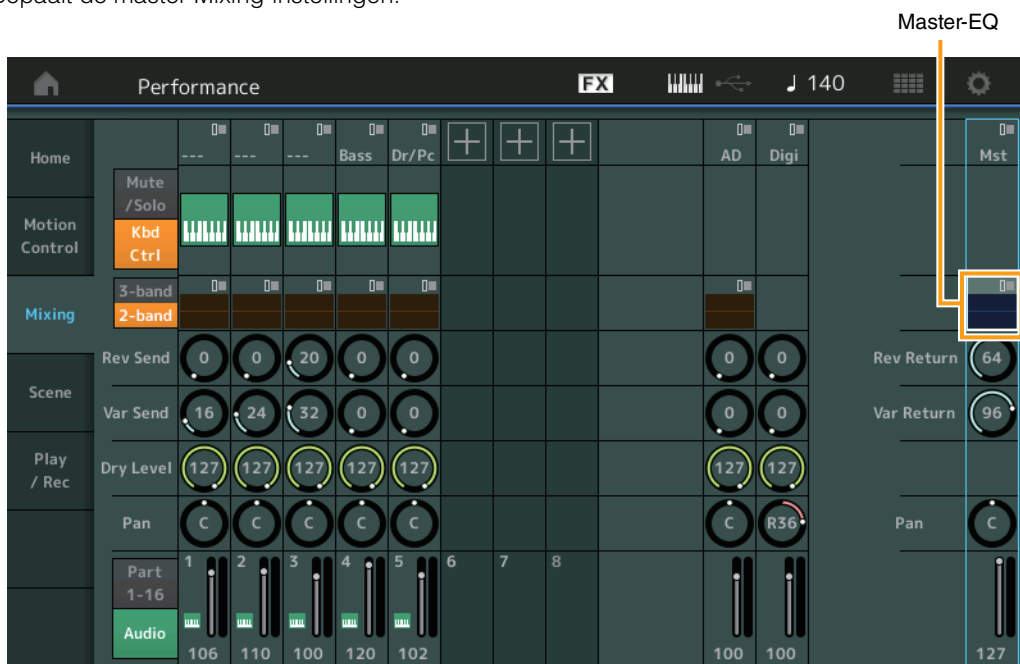 bepaalt de master Mixing-instellingen.
Master-EQ
Performance FX 140
--- --- --- Bass Dr/Pc AD Digi Mst
Home
Mute
/Solo
Kbd
Ctrl
Motion
Control
3-band
2-band
Mixing
Rev Send 0 0 20 0 0 0 0 Rev Return 64
Scene
Var Send 16 24 32 0 0 0 0 Var Return 96
Play
/ Rec
Dry Level 127 127 127 127 127 127 127
Pan C C C C C C R36 Pan C
1 2 3 4 5 6 7 8
Part
1-16
Audio
106 110 100 120 102 100 100 127